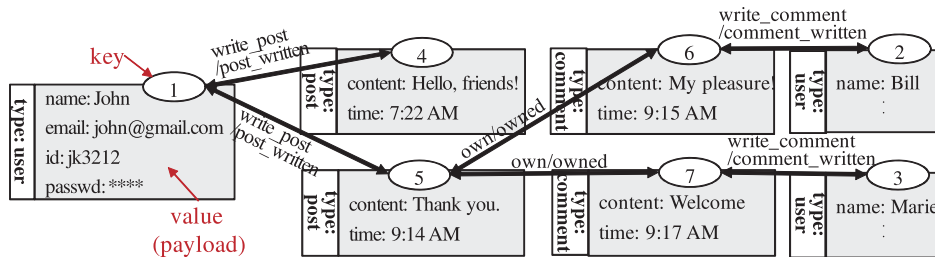 key
1
type: user
name: John
email: john@gmail.com
id: jk3212
passwd: ****
value
(payload)
write_post
/post_written
write_post
/post_written
4
type:
post
content: Hello, friends!
time: 7:22 AM
5
type:
post
content: Thank you.
time: 9:14 AM
own/owned
own/owned
6
type:
comment
content: My pleasure!
time: 9:15 AM
7
type:
comment
content: Welcome
time: 9:17 AM
write_comment
/comment_written
write_comment
/comment_written
2
type:
user
name: Bill
:
3
type:
user
name: Marie
: